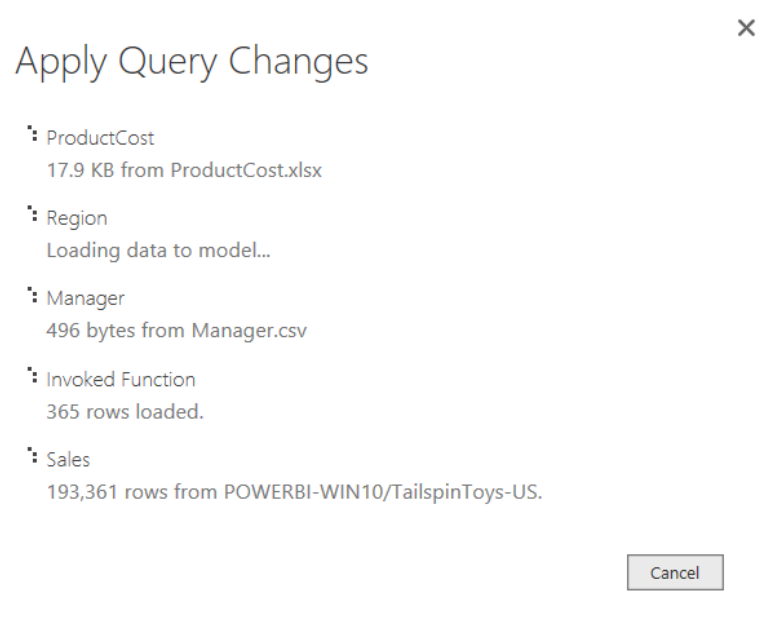 Apply Query Changes
ProductCost
17.9 KB from ProductCost.xlsx
Region
Loading data to model...
Manager
496 bytes from Manager.csv
Invoked Function
365 rows loaded.
Sales
193,361 rows from POWERBI-WIN10/TailspinToys-US.
Cancel